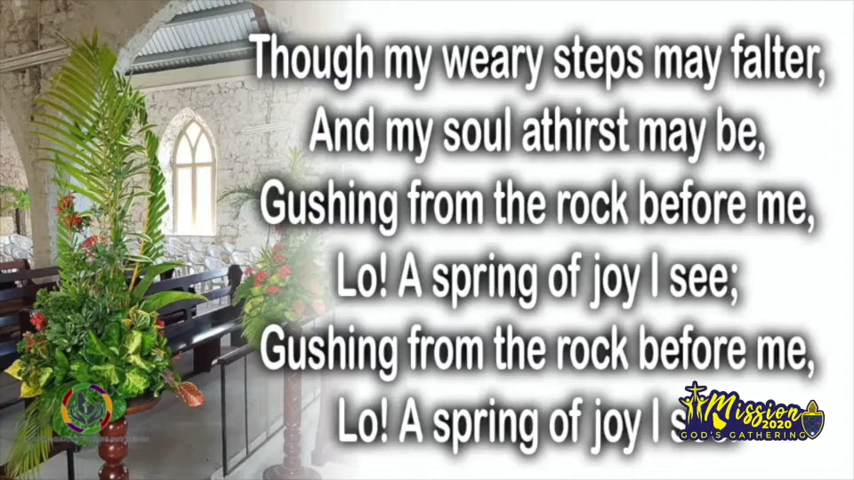 Though my weary steps may falter,
And my soul athirst may be,
Gushing from the rock before me,
Lo! A spring of joy I see;
Gushing from the rock before me,
Lo! A spring of joy I
Mission
2020
GOD'S GATHERING